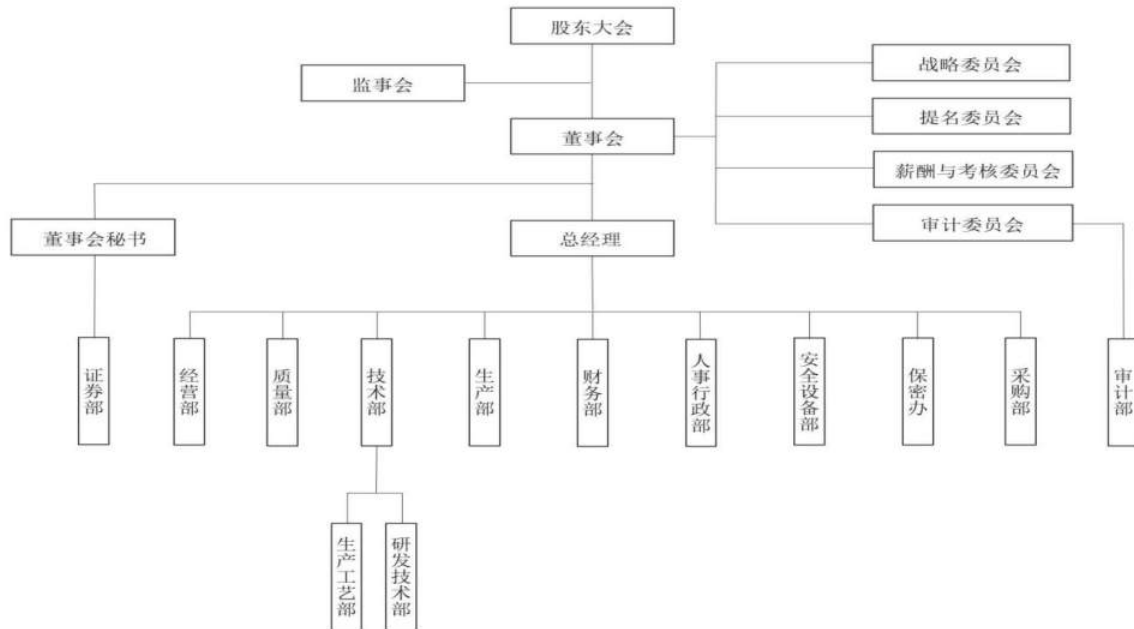 股东大会
监事会
战略委员会
提名委员会
董事会
薪酬与考核委员会
董事会秘书
总经理
审计委员会
证券部
经营部
质量部
技术部
生产部
财务部
人事行政部
安全设备部
保密办
采购部
审计部
生产工艺部
研发技术部